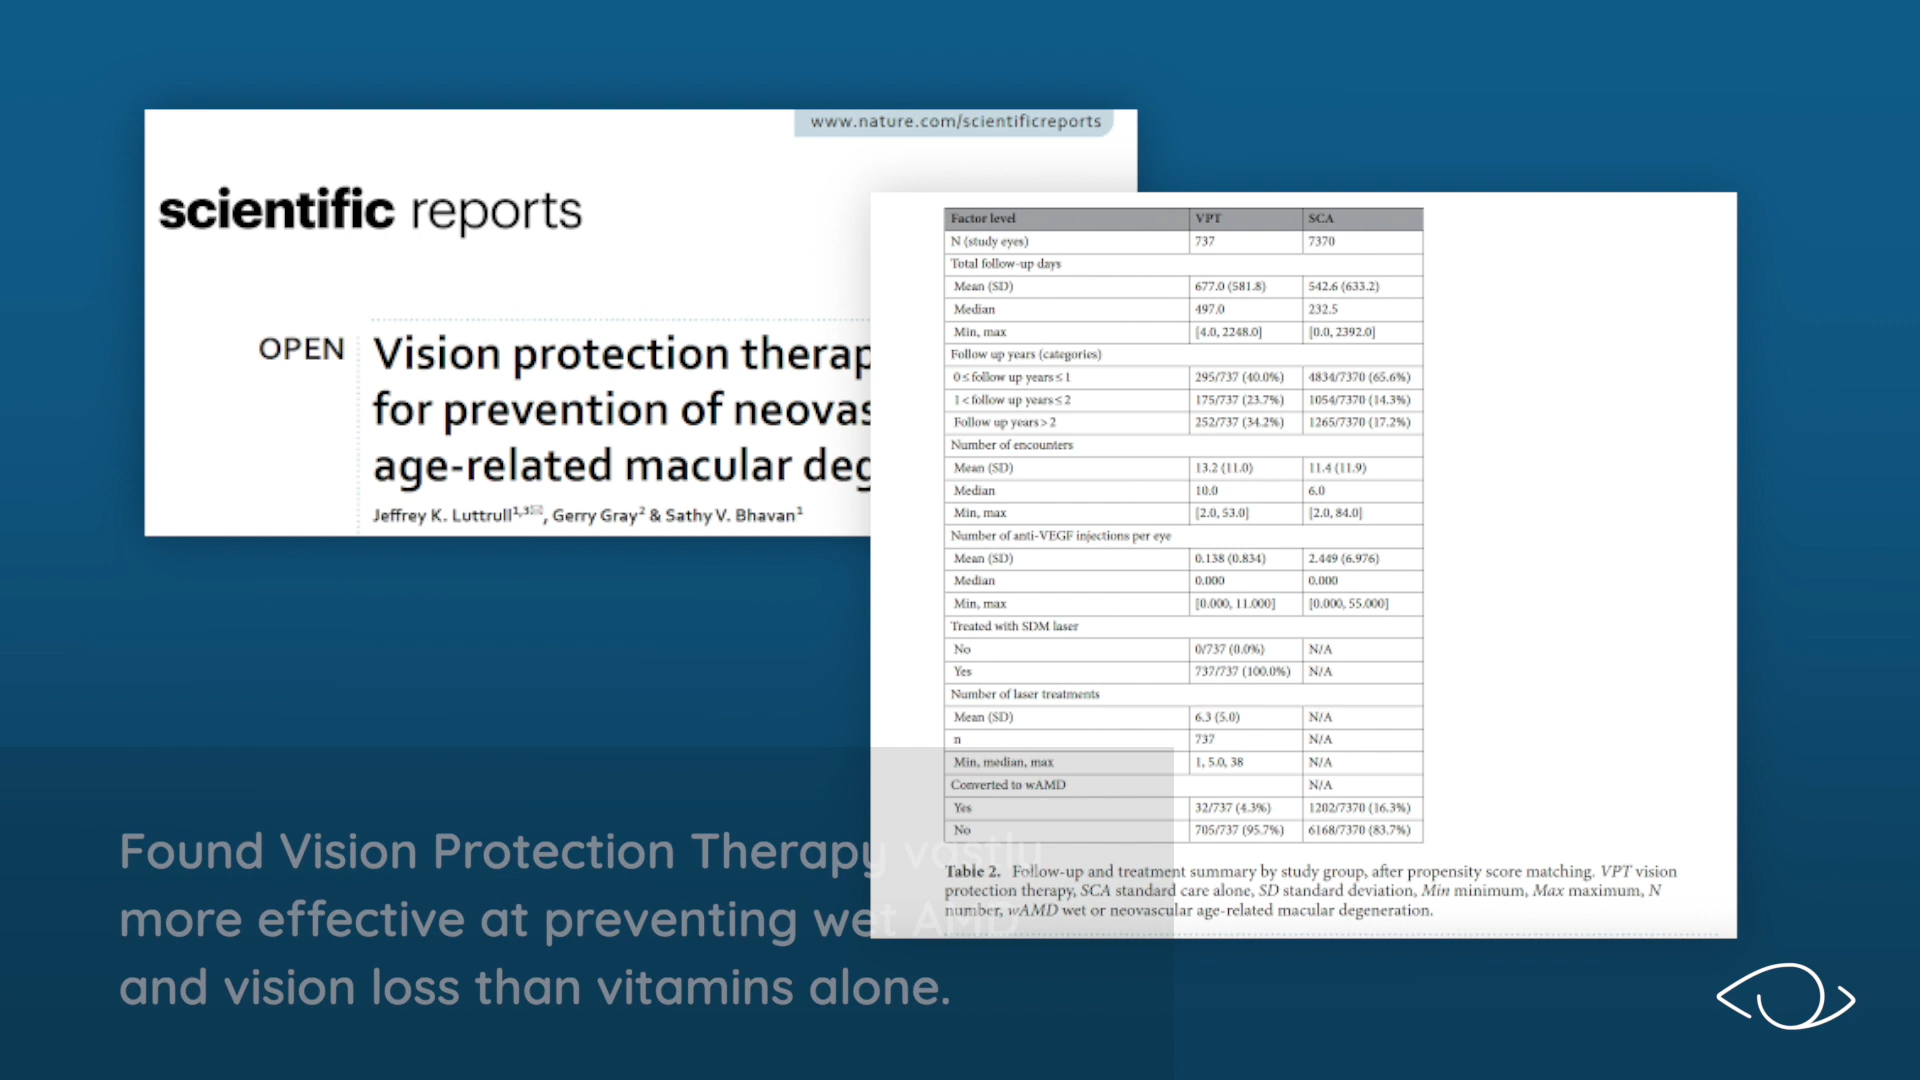 www.nature.com/scientificreports
scientific reports
OPEN
Vision protection therap
for prevention of neovas
age-related macular deg
Jeffrey K. Luttrull1,3✉, Gerry Gray2 & Sathy V. Bhavan1
Factor level VPT SCA
N (study eyes) 737 7370
Total follow-up days
Mean (SD) 677.0 (581.8) 542.6 (633.2)
Median 497.0 232.5
Min, max [4.0, 2248.0] [0.0, 2392.0]
Follow up years (categories)
0≤follow up years≤1 295/737 (40.0%) 4834/7370 (65.6%)
1<follow up years≤2 175/737 (23.7%) 1054/7370 (14.3%)
Follow up years>2 252/737 (34.2%) 1265/7370 (17.2%)
Number of encounters
Mean (SD) 13.2 (11.0) 11.4 (11.9)
Median 10.0 6.0
Min, max [2.0, 53.0] [2.0, 84.0]
Number of anti-VEGF injections per eye
Mean (SD) 0.138 (0.834) 2.449 (6.976)
Median 0.000 0.000
Min, max [0.000, 11.000] [0.000, 55.000]
Treated with SDM laser
No 0/737 (0.0%) N/A
Yes 737/737 (100.0%) N/A
Number of laser treatments
Mean (SD) 6.3 (5.0) N/A
n 737 N/A
Min, median, max 1, 5.0, 38 N/A
Converted to wAMD N/A
Yes 32/737 (4.3%) 1202/7370 (16.3%)
No 705/737 (95.7%) 6168/7370 (83.7%)
Table 2. Follow-up and treatment summary by study group, after propensity score matching. VPT vision
protection therapy, SCA standard care alone, SD standard deviation, Min minimum, Max maximum, N
number, wAMD wet or neovascular age-related macular degeneration.
Found Vision Protection Therapy vastly
more effective at preventing wet AMD
and vision loss than vitamins alone.